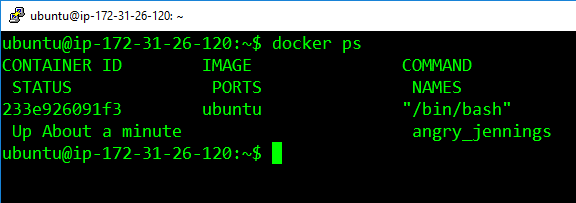 ubuntu@ip-172-31-26-120: ~
ubuntu@ip-172-31-26-120:~$ docker ps
CONTAINER ID        IMAGE               COMMAND
 STATUS              PORTS               NAMES
233e926091f3        ubuntu              "/bin/bash"
 Up About a minute                       angry_jennings
ubuntu@ip-172-31-26-120:~$